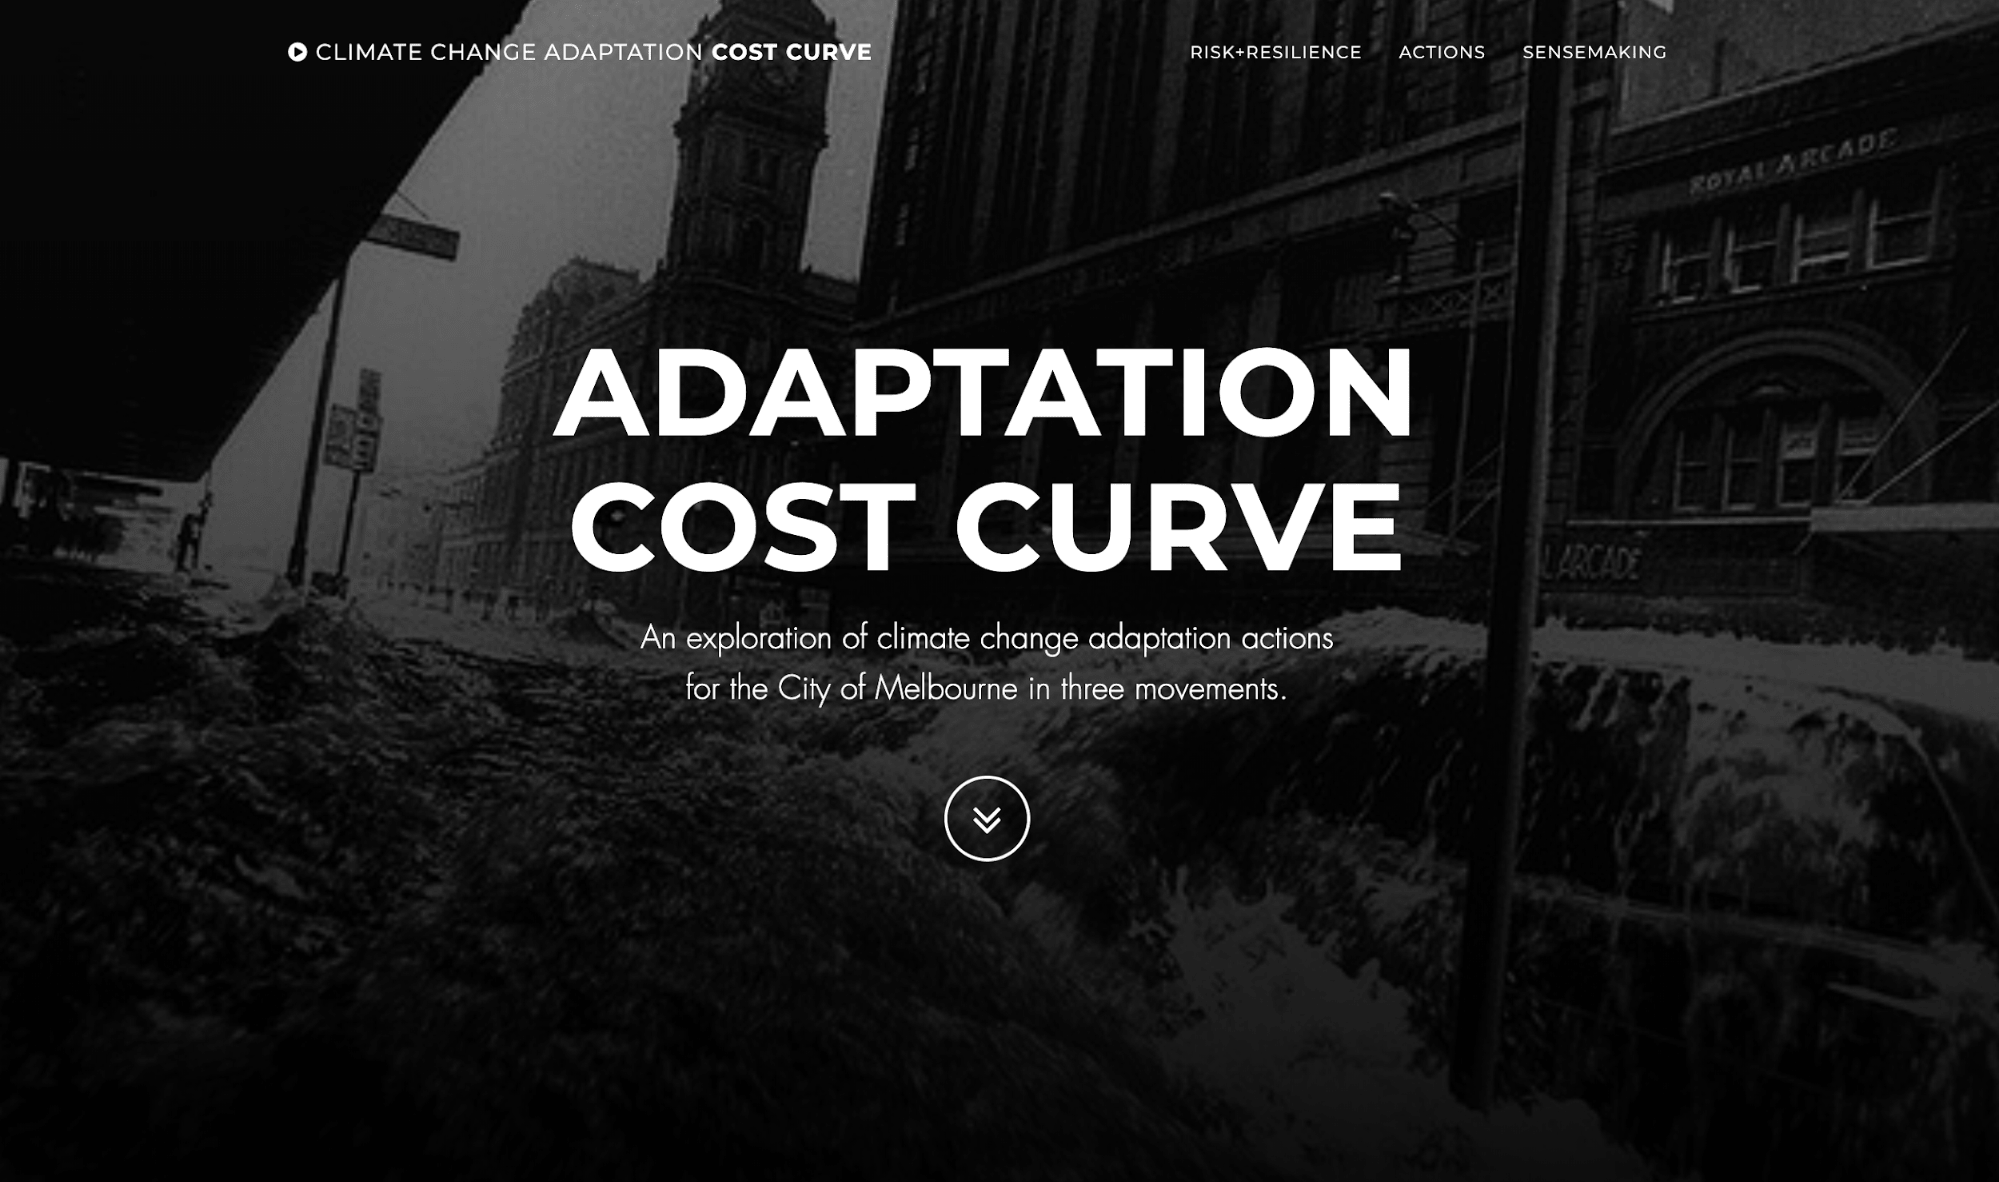 CLIMATE CHANGE ADAPTATION COST CURVE
RISK+RESILIENCE
ACTIONS
SENSEMAKING
ROYAL ARCADE
ADAPTATION
COST CURVE
ARCADE
An exploration of climate change adaptation actions
for the City of Melbourne in three movements.